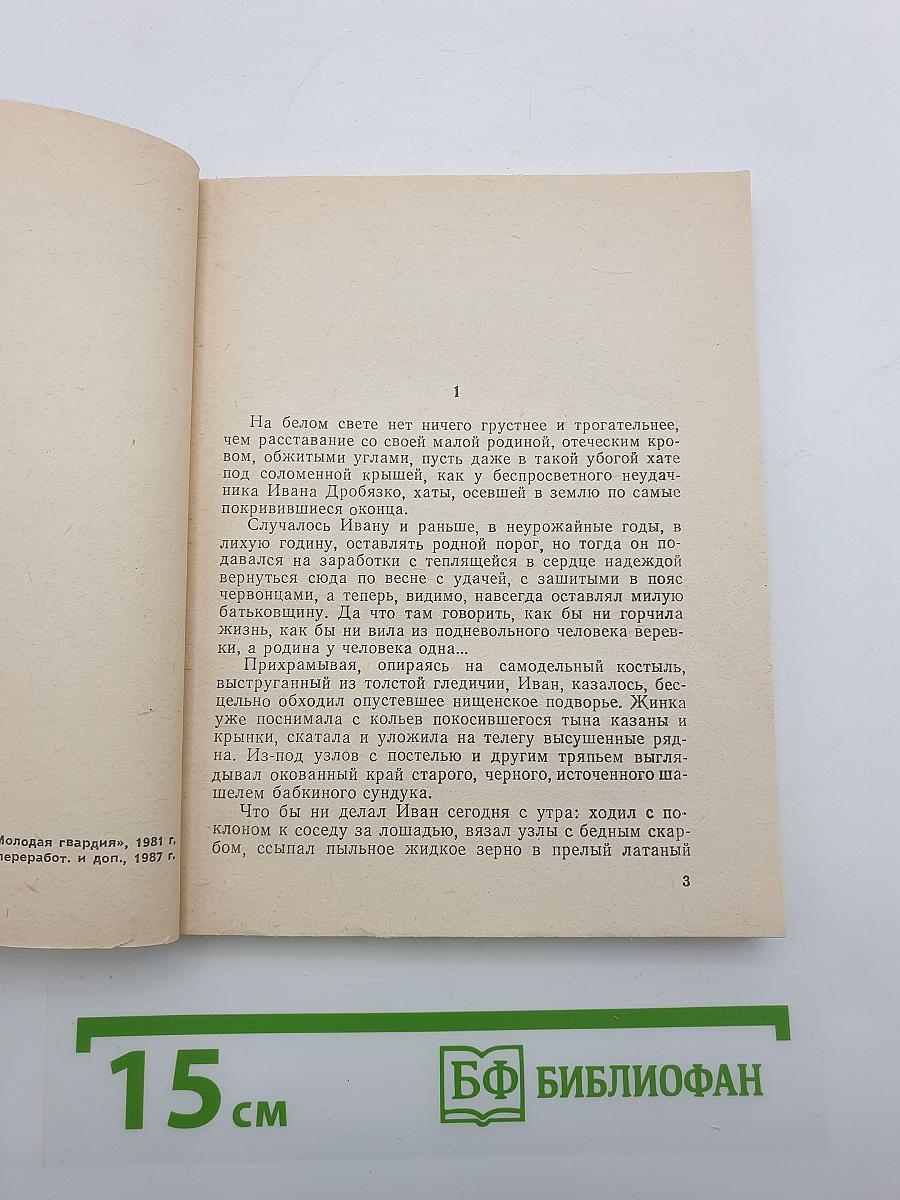 Молодая гвардия», 1981 г.
переработ. и доп., 1987 г.
1
На белом свете нет ничего грустнее и трогательнее,
чем расставание со своей малой родиной, отеческим кро-
вом, обжитыми углами, пусть даже в такой убогой хате
под соломенной крышей, как у беспросветного неудач-
ника Ивана Дробязко, хаты, осевшей в землю по самые
покривившиеся оконца.
Случалось Ивану и раньше, в неурожайные годы, в
лихую годину, оставлять родной порог, но тогда он по-
давался на заработки с теплящейся в сердце надеждой
вернуться сюда по весне с удачей, с зашитыми в пояс
червонцами, а теперь, видимо, навсегда оставлял милую
батьковщину. Да что там говорить, как бы ни горчила
жизнь, как бы ни вила из подневольного человека верев-
ки, а родина у человека одна...
Прихрамывая, опираясь на самодельный костыль,
выструганный из толстой гледичии, Иван, казалось, бес-
цельно обходил опустевшее нищенское подворье. Жинка
уже поснимала с кольев покосившегося тына казаны и
крынки, скатала и уложила на телегу высушенные ряд-
на. Из-под узлов с постелью и другим тряпьем выгля-
дывал окованный край старого, черного, источенного ша-
шелем бабкиного сундука.
Что бы ни делал Иван сегодня с утра: ходил с по-
клоном к соседу за лошадью, вязал узлы с бедным скар-
бом, ссыпал пыльное жидкое зерно в прелый латаный
3
15 см
БФ БИБЛИОФАН